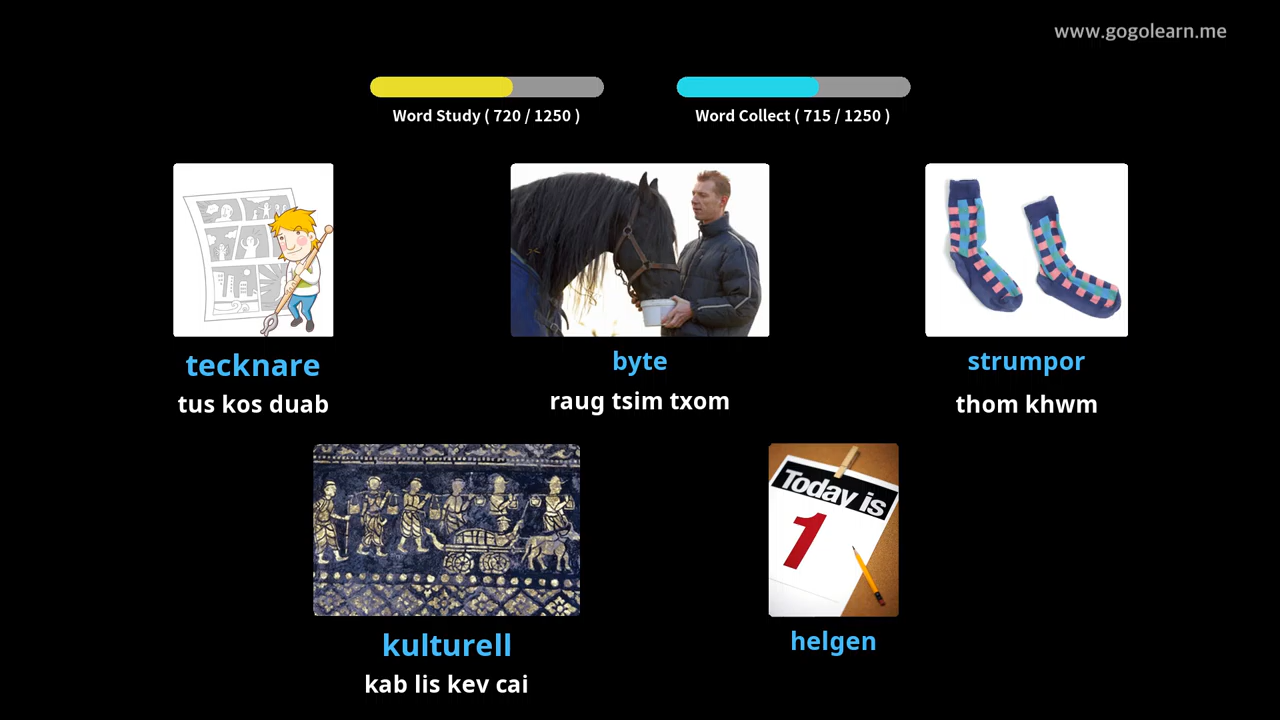 www.gogolearn.me
Word Study ( 720 / 1250 )
Word Collect ( 715 / 1250 )
tecknare
tus kos duab
byte
raug tsim txom
strumpor
thom khwm
Today is
1
kulturell
kab lis kev cai
helgen